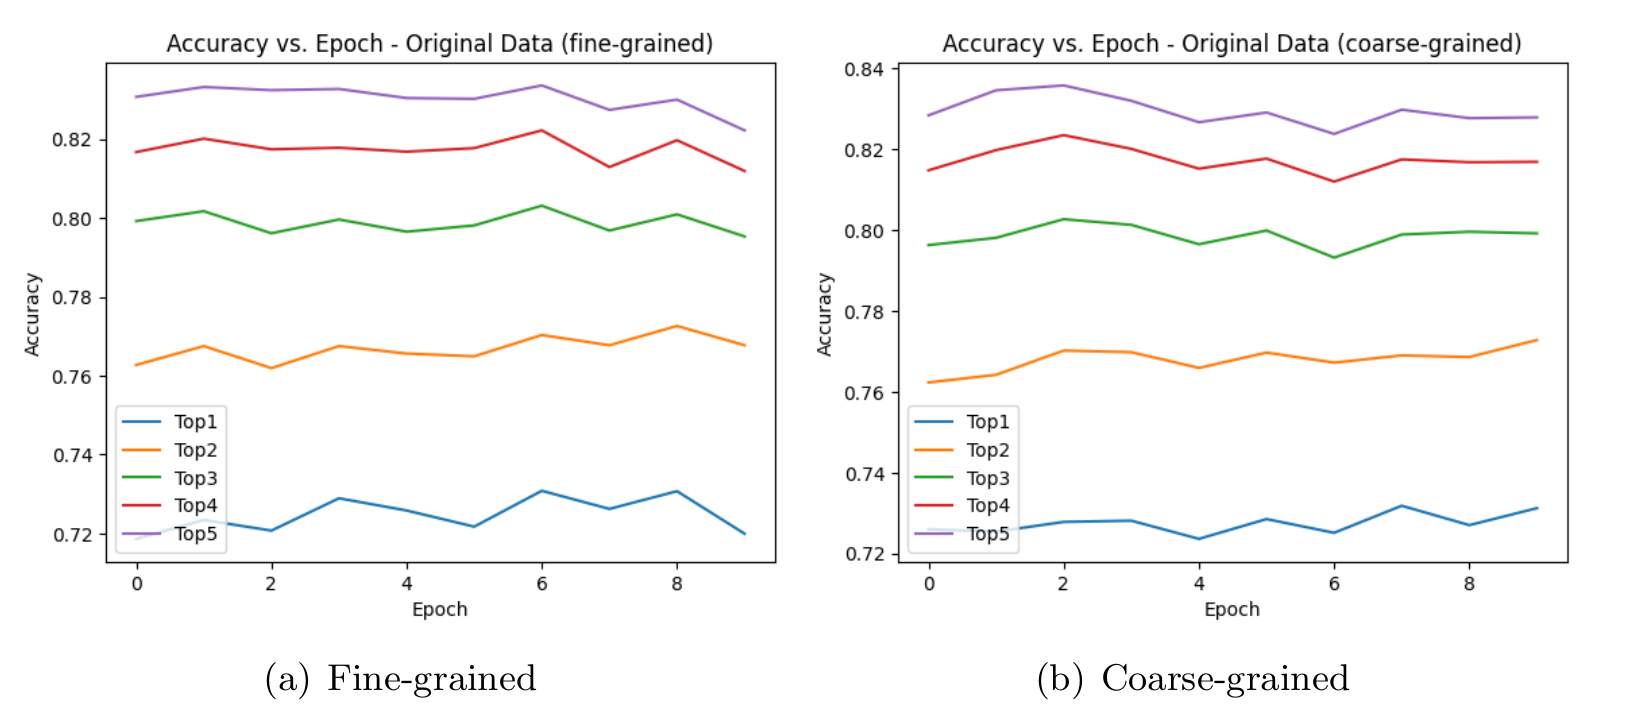 Accuracy vs. Epoch - Original Data (fine-grained)
0.82
0.80
0.78
0.76
0.74
0.72
Accuracy
Top1
Top2
Top3
Top4
Top5
0 2 4 6 8
Epoch
(a) Fine-grained
Accuracy vs. Epoch - Original Data (coarse-grained)
0.84
0.82
0.80
0.78
0.76
0.74
0.72
Accuracy
Top1
Top2
Top3
Top4
Top5
0 2 4 6 8
Epoch
(b) Coarse-grained